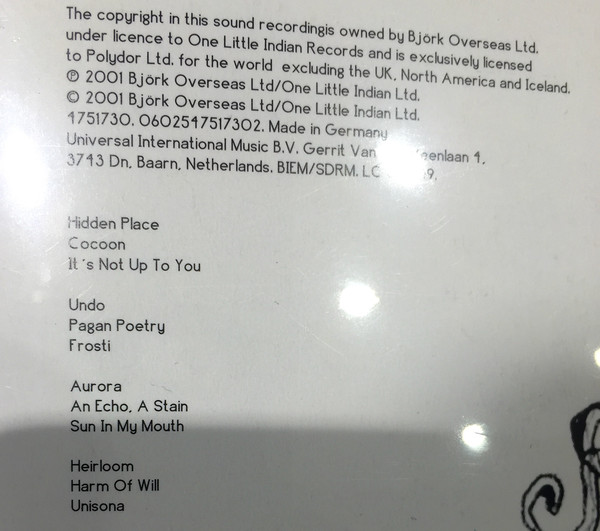 The copyright in this sound recordingis owned by Björk Overseas Ltd.
under licence to One Little Indian Records and is exclusively licensed
to Polydor Ltd. for the world excluding the UK, North America and Iceland.
℗ 2001 Björk Overseas Ltd/One Little Indian Ltd.
© 2001 Björk Overseas Ltd/One Little Indian Ltd.
4751730. 0602547517302. Made in Germany
Universal International Music B.V. Gerrit Van 1,
3743 Dn, Baarn, Netherlands. BIEM/SDRM. LC
Hidden Place
Cocoon
It´s Not Up To You
Undo
Pagan Poetry
Frosti
Aurora
An Echo, A Stain
Sun In My Mouth
Heirloom
Harm Of Will
Unisona